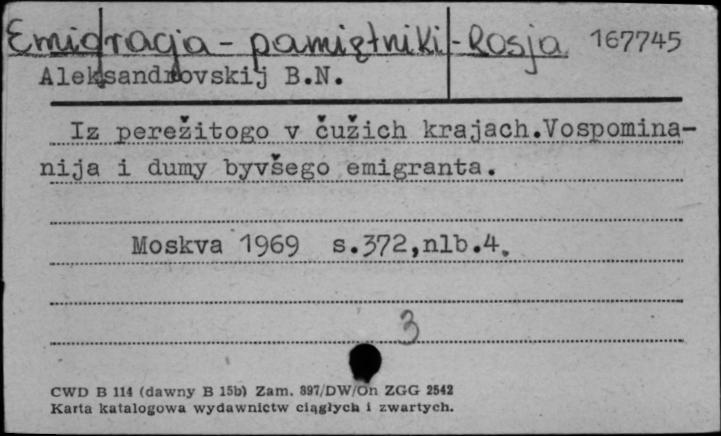 Emigracja - pamiętniki - Rosja 167745
Aleksandrovskij B.N.
Iz perežitogo v čužich krajach.Vospomina-
nija i dumy byvšego emigranta.
Moskva 1969 s.372,nlb.4.
3
CWD B 114 (dawny B 15b) Zam. 897/DW/On ZGG 2542
Karta katalogowa wydawnictw ciągłych i zwartych.